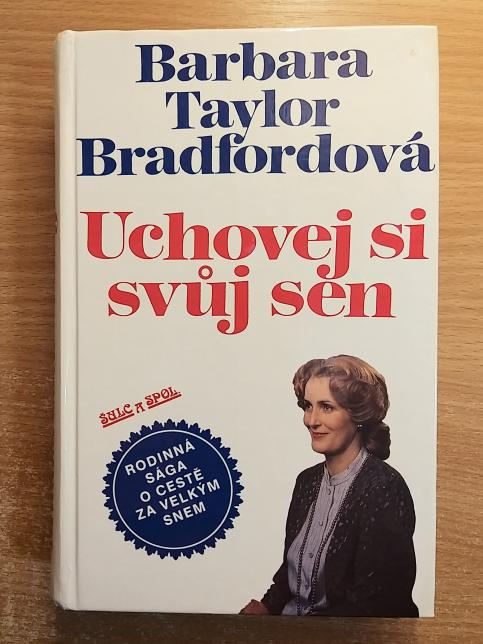 Barbara
Taylor
Bradfordová
Uchovej si
svůj sen
ŠULC A SPOL.
RODINNÁ
SÁGA
O CESTĚ
ZA VELKÝM
SNEM